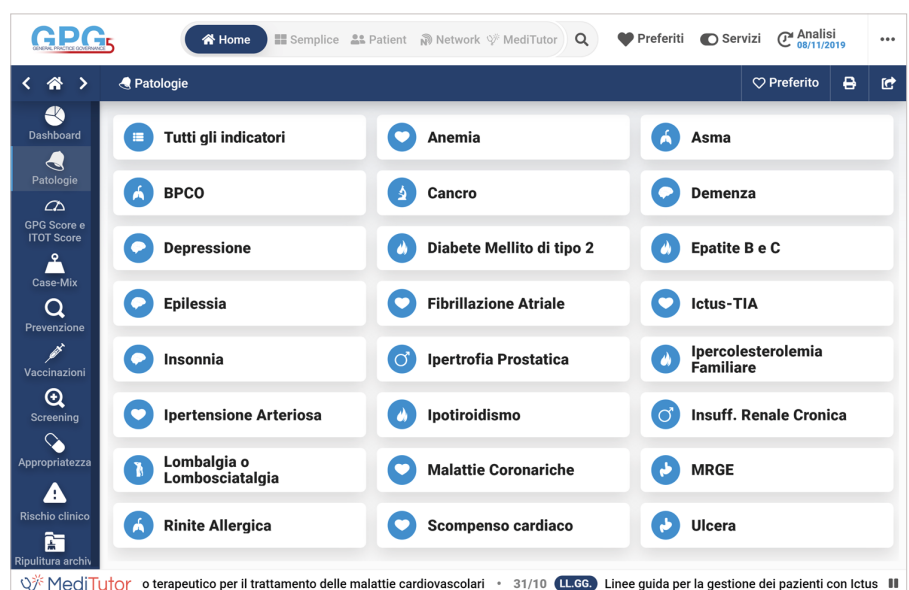 GPG5
GENERAL PRACTICE GOVERNANCE
Home Semplice Patient Network MediTutor Preferiti Servizi Analisi
08/11/2019
Patologie Preferito
Dashboard
Patologie
GPG Score e
ITOT Score
Case-Mix
Prevenzione
Vaccinazioni
Screening
Appropriatezza
Rischio clinico
Ripulitura archiv
Tutti gli indicatori Anemia Asma
BPCO Cancro Demenza
Depressione Diabete Mellito di tipo 2 Epatite B e C
Epilessia Fibrillazione Atriale Ictus-TIA
Insonnia Ipertrofia Prostatica Ipercolesterolemia
Familiare
Ipertensione Arteriosa Ipotiroidismo Insuff. Renale Cronica
Lombalgia o
Lombosciatalgia Malattie Coronariche MRGE
Rinite Allergica Scompenso cardiaco Ulcera
MediTutor o terapeutico per il trattamento delle malattie cardiovascolari • 31/10 LL.GG. Linee guida per la gestione dei pazienti con Ictus